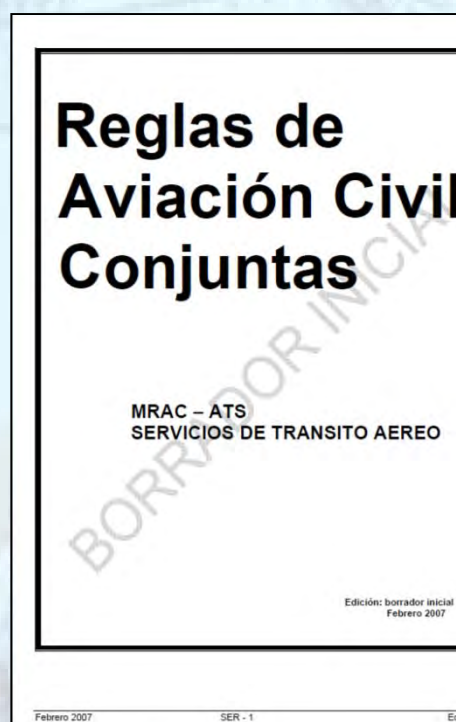 Reglas de
Aviación Civil
Conjuntas
BORRADOR INICIAL
MRAC – ATS
SERVICIOS DE TRANSITO AEREO
Edición: borrador inicial
Febrero 2007
Febrero 2007 SER - 1